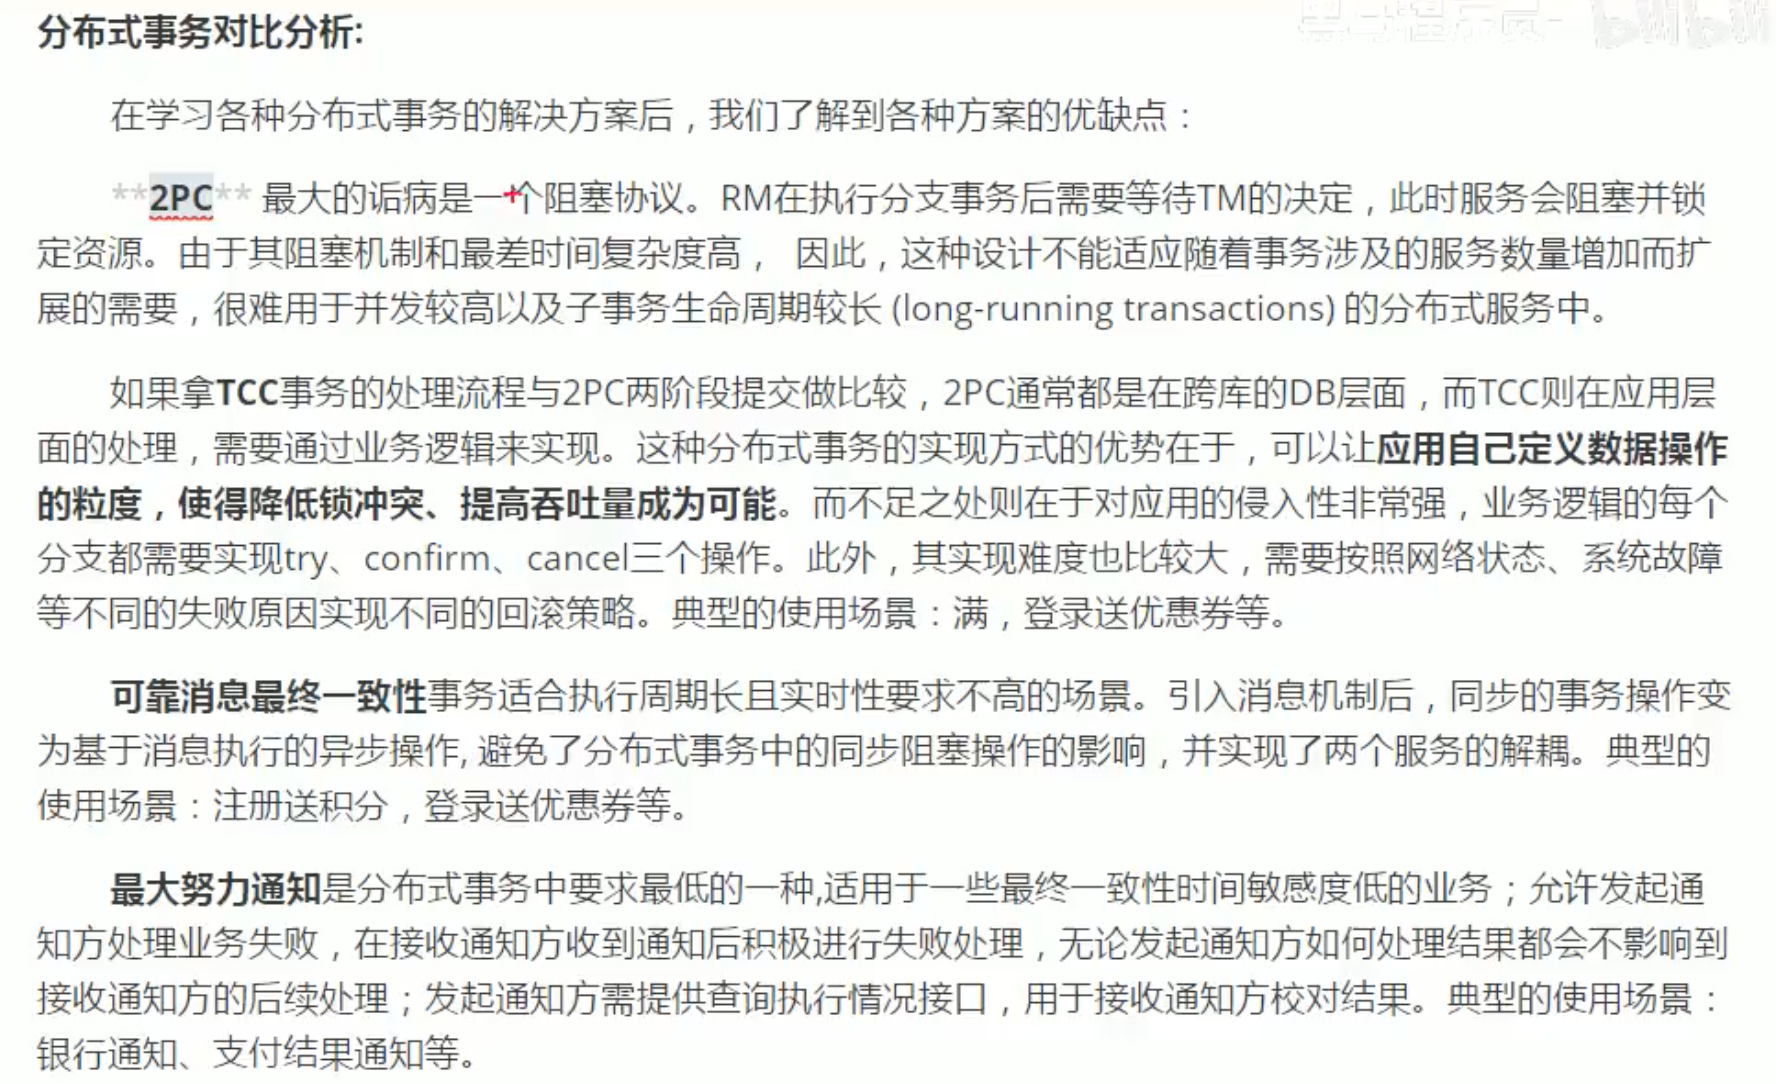 分布式事务对比分析:
黑马程序员 bilibili
在学习各种分布式事务的解决方案后，我们了解到各种方案的优缺点：
**2PC** 最大的诟病是一个阻塞协议。RM在执行分支事务后需要等待TM的决定，此时服务会阻塞并锁
定资源。由于其阻塞机制和最差时间复杂度高， 因此，这种设计不能适应随着事务涉及的服务数量增加而扩
展的需要，很难用于并发较高以及子事务生命周期较长 (long-running transactions) 的分布式服务中。
如果拿TCC事务的处理流程与2PC两阶段提交做比较，2PC通常都是在跨库的DB层面，而TCC则在应用层
面的处理，需要通过业务逻辑来实现。这种分布式事务的实现方式的优势在于，可以让应用自己定义数据操作
的粒度，使得降低锁冲突、提高吞吐量成为可能。而不足之处则在于对应用的侵入性非常强，业务逻辑的每个
分支都需要实现try、confirm、cancel三个操作。此外，其实现难度也比较大，需要按照网络状态、系统故障
等不同的失败原因实现不同的回滚策略。典型的使用场景：满，登录送优惠券等。
可靠消息最终一致性事务适合执行周期长且实时性要求不高的场景。引入消息机制后，同步的事务操作变
为基于消息执行的异步操作, 避免了分布式事务中的同步阻塞操作的影响，并实现了两个服务的解耦。典型的
使用场景：注册送积分，登录送优惠券等。
最大努力通知是分布式事务中要求最低的一种,适用于一些最终一致性时间敏感度低的业务；允许发起通
知方处理业务失败，在接收通知方收到通知后积极进行失败处理，无论发起通知方如何处理结果都会不影响到
接收通知方的后续处理；发起通知方需提供查询执行情况接口，用于接收通知方校对结果。典型的使用场景：
银行通知、支付结果通知等。